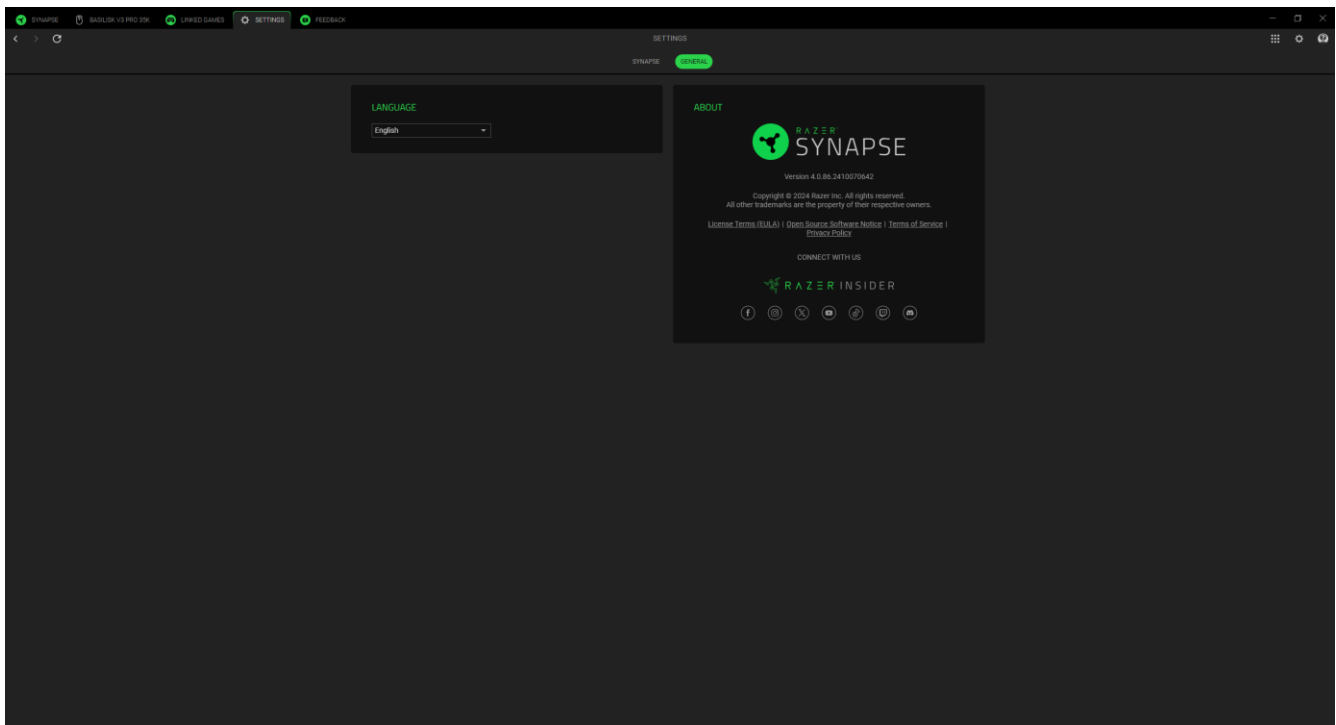 SYNAPSE
BASILISK V3 PRO 35K
LINKED GAMES
SETTINGS
FEEDBACK
SETTINGS
SYNAPSE
GENERAL
LANGUAGE
English
ABOUT
RAZER
SYNAPSE
Version 4.0.86.2410070642
Copyright © 2024 Razer Inc. All rights reserved.
All other trademarks are the property of their respective owners.
License Terms (EULA) | Open Source Software Notice | Terms of Service |
Privacy Policy
CONNECT WITH US
RAZER INSIDER